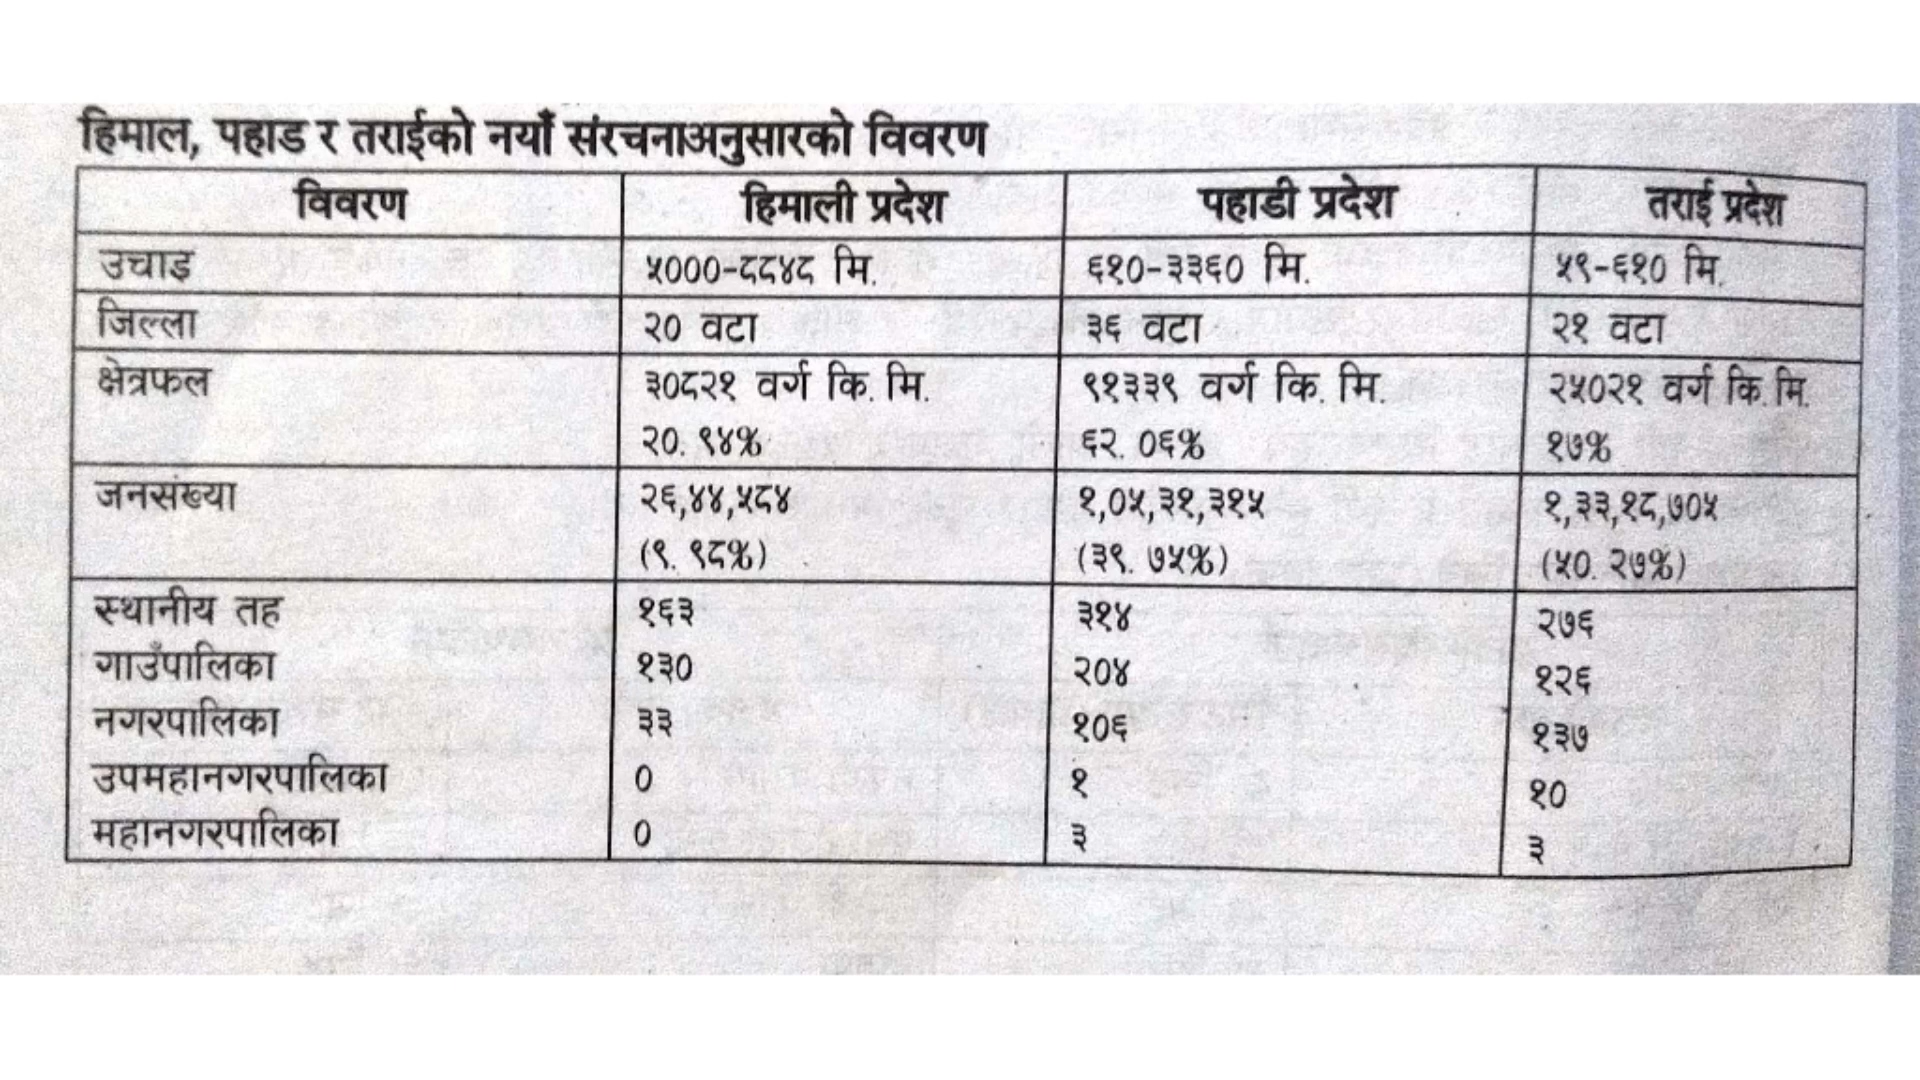 हिमाल, पहाड र तराईको नयाँ संरचनाअनुसारको विवरण
विवरण हिमाली प्रदेश पहाडी प्रदेश तराई प्रदेश
उचाइ ५०००-८८४८ मि. ६१०-३३६० मि. ५९-६१० मि.
जिल्ला २० वटा ३६ वटा २१ वटा
क्षेत्रफल ३०८२१ वर्ग कि. मि. ९१३३९ वर्ग कि. मि. २५०२१ वर्ग कि. मि.
२०. ९४% ६२. ०६% १७%
जनसंख्या २६,४४,५८४ १,०५,३१,३१५ १,३३,१८,७०५
(९. ९८%) (३९. ७५%) (५०. २७%)
स्थानीय तह १६३ ३१४ २७६
गाउँपालिका १३० २०४ १२६
नगरपालिका ३३ १०६ १३७
उपमहानगरपालिका ० १ १०
महानगरपालिका ० ३ ३